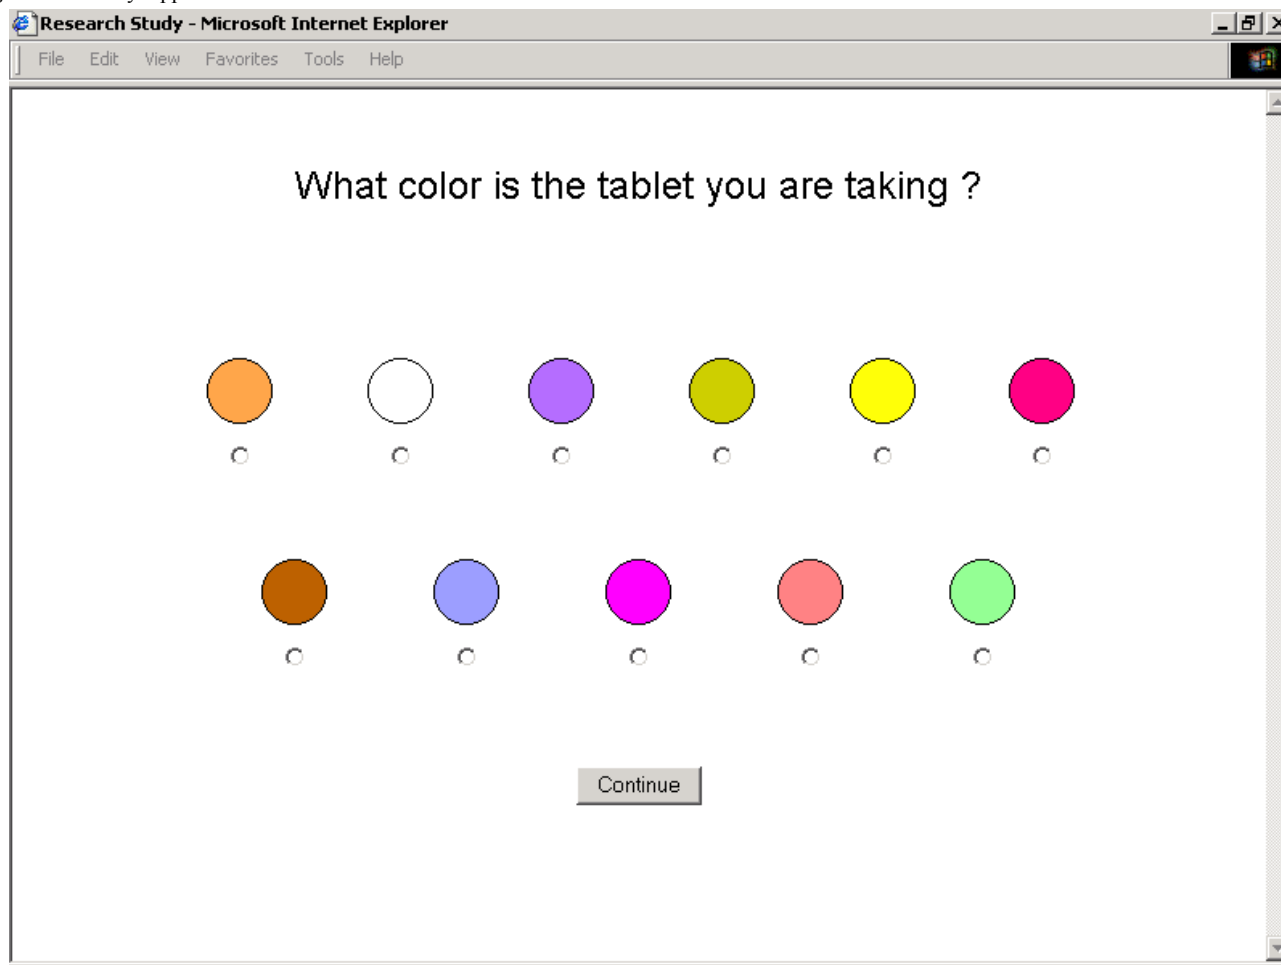 Research Study - Microsoft Internet Explorer
File Edit View Favorites Tools Help
What color is the tablet you are taking ?
Continue